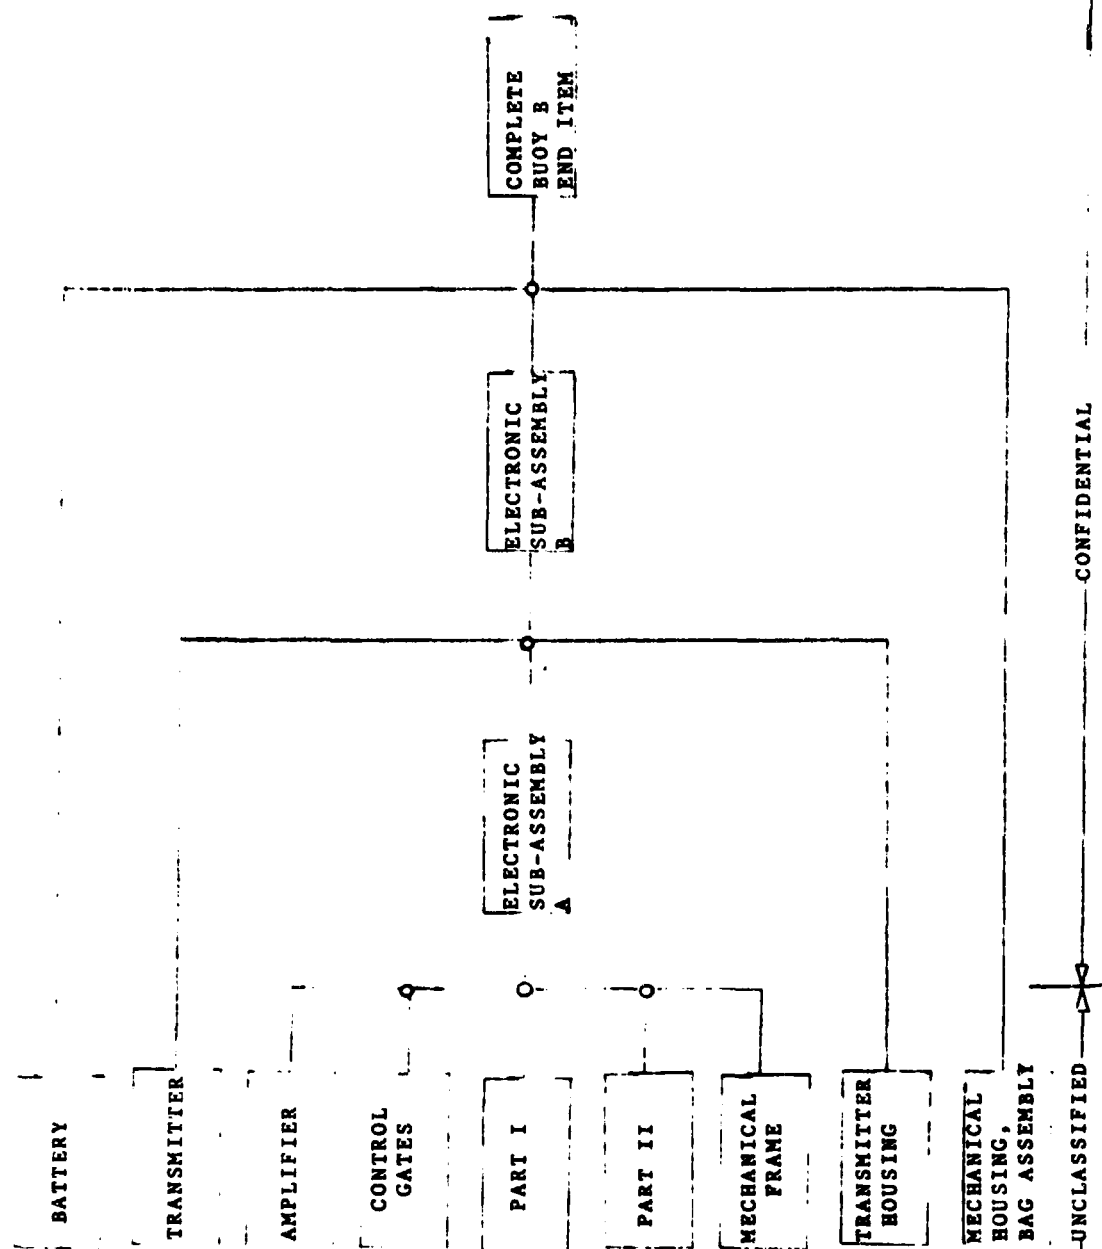 BATTERY
TRANSMITTER
AMPLIFIER
CONTROL
GATES
PART I
PART II
MECHANICAL
FRAME
TRANSMITTER
HOUSING
MECHANICAL
HOUSING,
BAG ASSEMBLY
ELECTRONIC
SUB-ASSEMBLY
A
ELECTRONIC
SUB-ASSEMBLY
B
COMPLETE
BUOY B
END ITEM
UNCLASSIFIED
CONFIDENTIAL